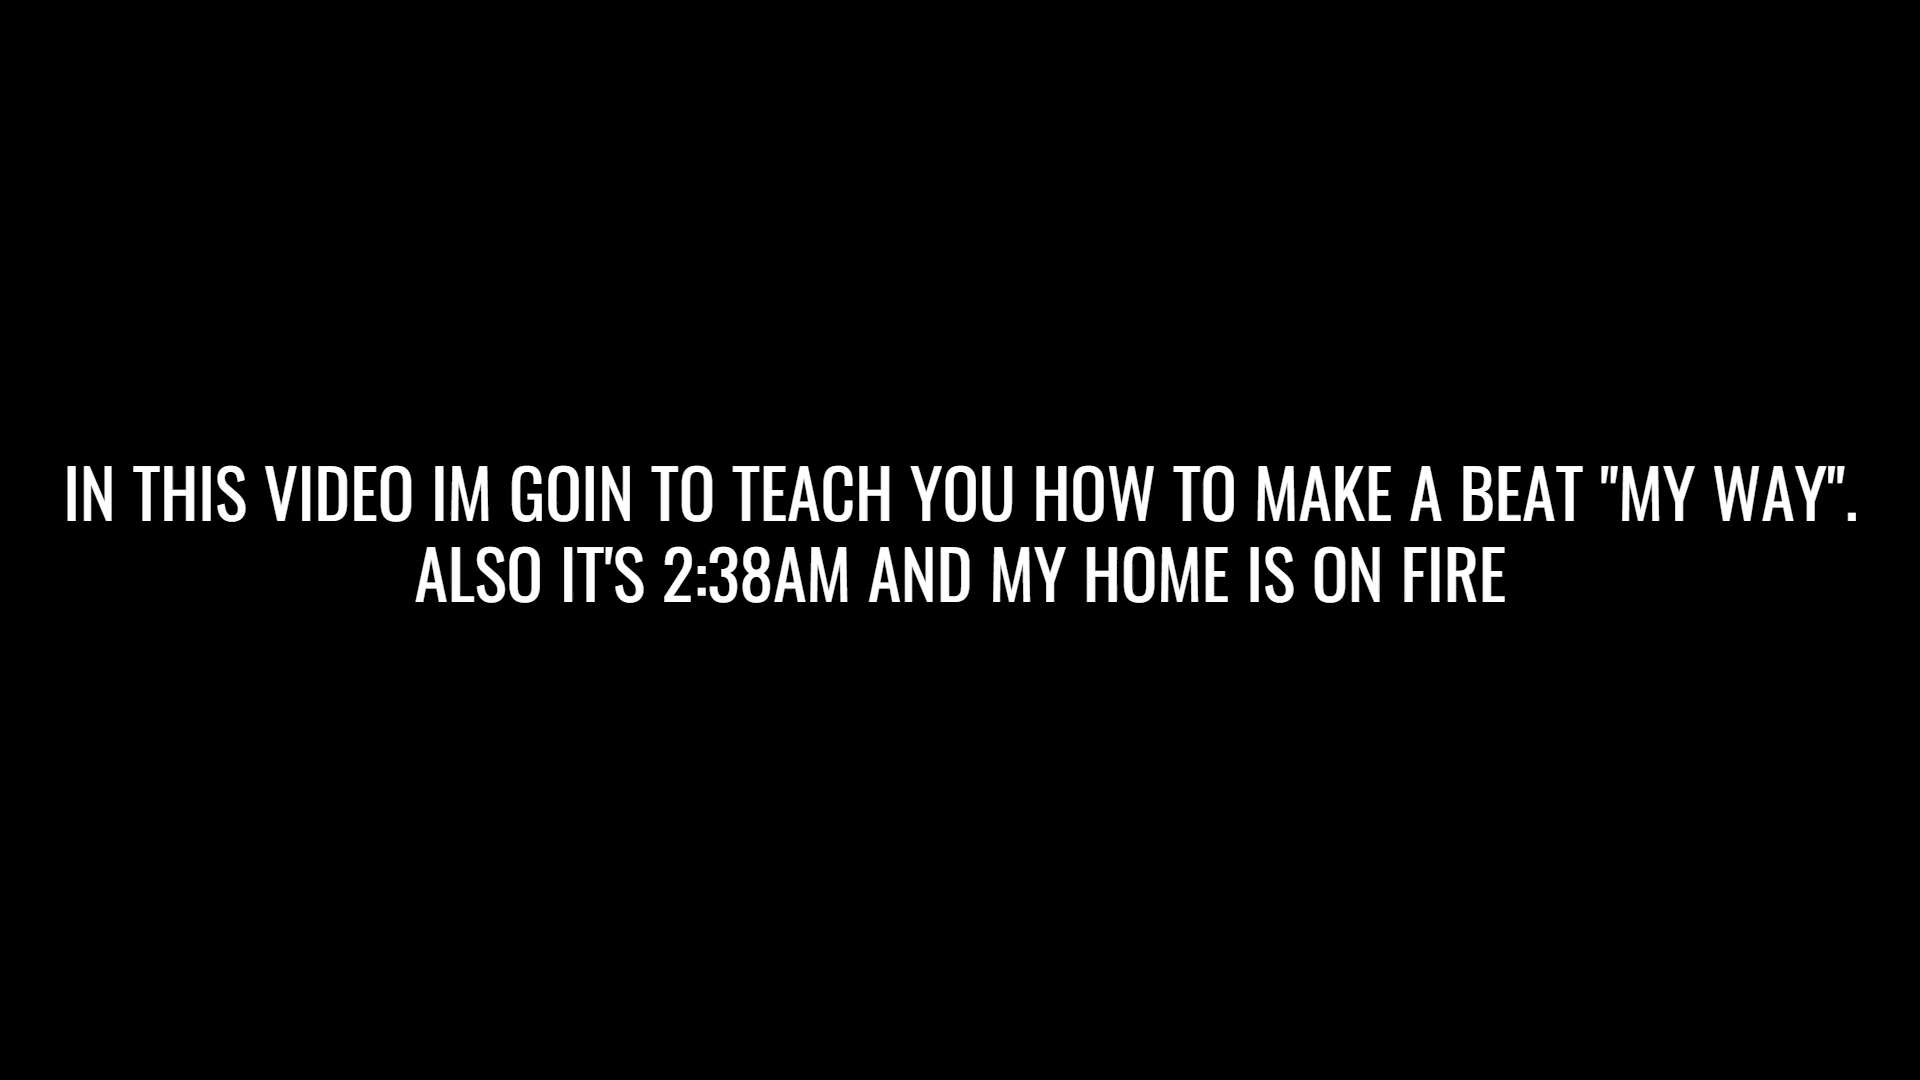 IN THIS VIDEO IM GOIN TO TEACH YOU HOW TO MAKE A BEAT "MY WAY".
ALSO IT'S 2:38AM AND MY HOME IS ON FIRE